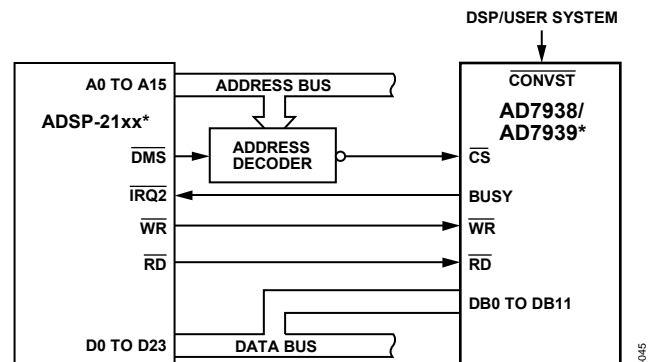 DSP/USER SYSTEM
A0 TO A15
ADDRESS BUS
CONVST
ADSP-21xx*
AD7938/
AD7939*
DMS
ADDRESS
DECODER
CS
IRQ2
BUSY
WR
WR
RD
RD
DB0 TO DB11
D0 TO D23
DATA BUS
-045